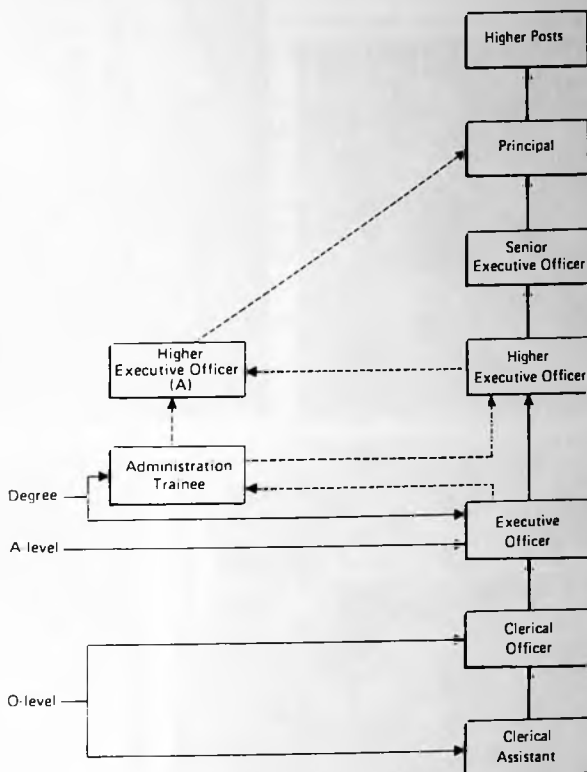 Higher Posts
Principal
Senior
Executive Officer
Higher
Executive Officer
(A)
Higher
Executive Officer
Administration
Trainee
Degree
Executive
Officer
A-level
Clerical
Officer
O-level
Clerical
Assistant